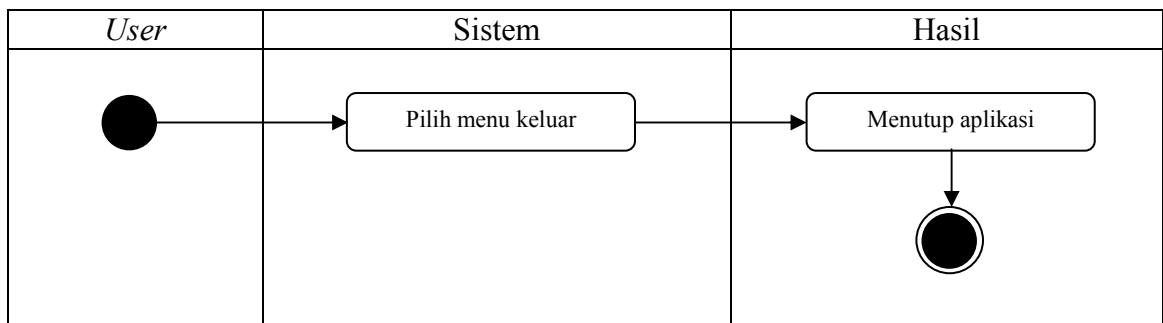 User
Sistem
Hasil
Pilih menu keluar
Menutup aplikasi